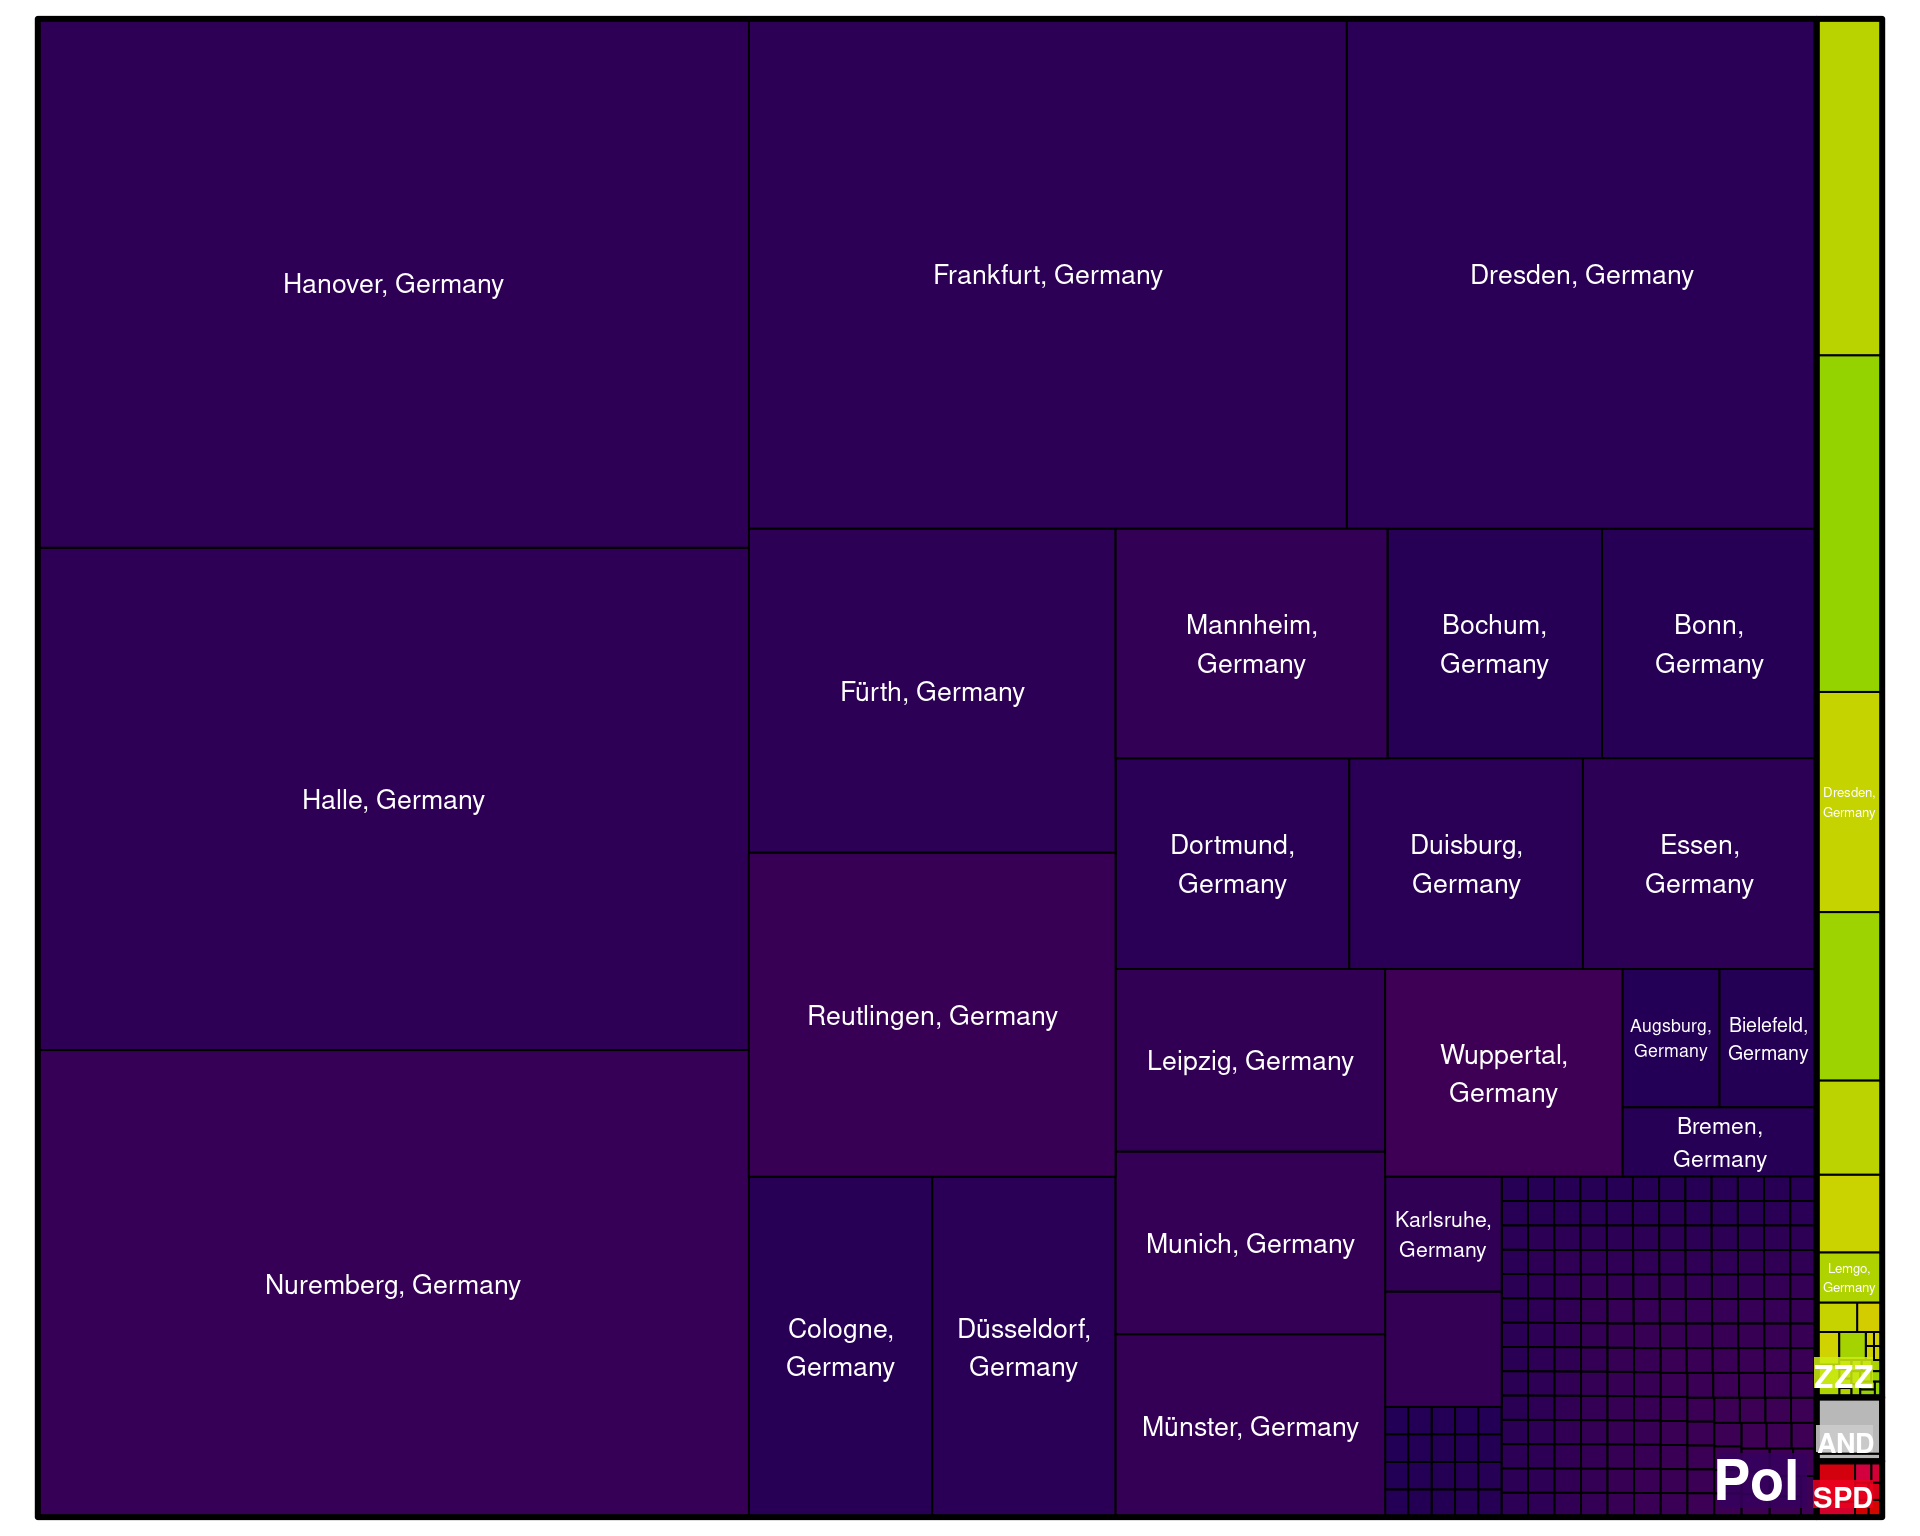 Hanover, Germany
Frankfurt, Germany
Dresden, Germany
Halle, Germany
Fürth, Germany
Mannheim,
Germany
Bochum,
Germany
Bonn,
Germany
Dortmund,
Germany
Duisburg,
Germany
Essen,
Germany
Dresden,
Germany
Reutlingen, Germany
Leipzig, Germany
Wuppertal,
Germany
Augsburg,
Germany
Bielefeld,
Germany
Bremen,
Germany
Nuremberg, Germany
Cologne,
Germany
Düsseldorf,
Germany
Munich, Germany
Münster, Germany
Karlsruhe,
Germany
Lemgo,
Germany
ZZZ
AND
Pol
SPD